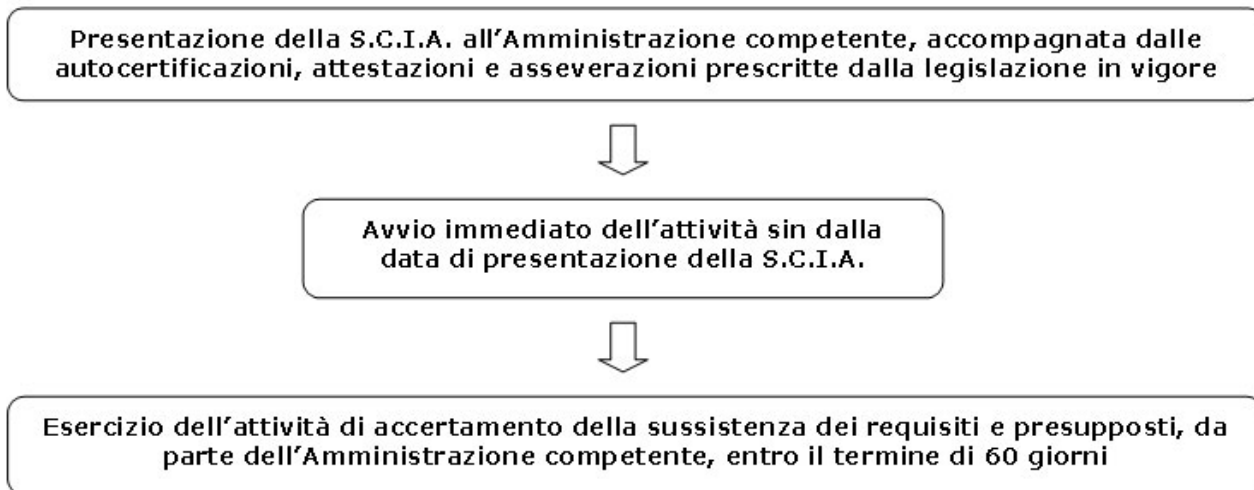 Presentazione della S.C.I.A. all'Amministrazione competente, accompagnata dalle
autocertificazioni, attestazioni e asseverazioni prescritte dalla legislazione in vigore
Avvio immediato dell'attività sin dalla
data di presentazione della S.C.I.A.
Esercizio dell'attività di accertamento della sussistenza dei requisiti e presupposti, da
parte dell'Amministrazione competente, entro il termine di 60 giorni